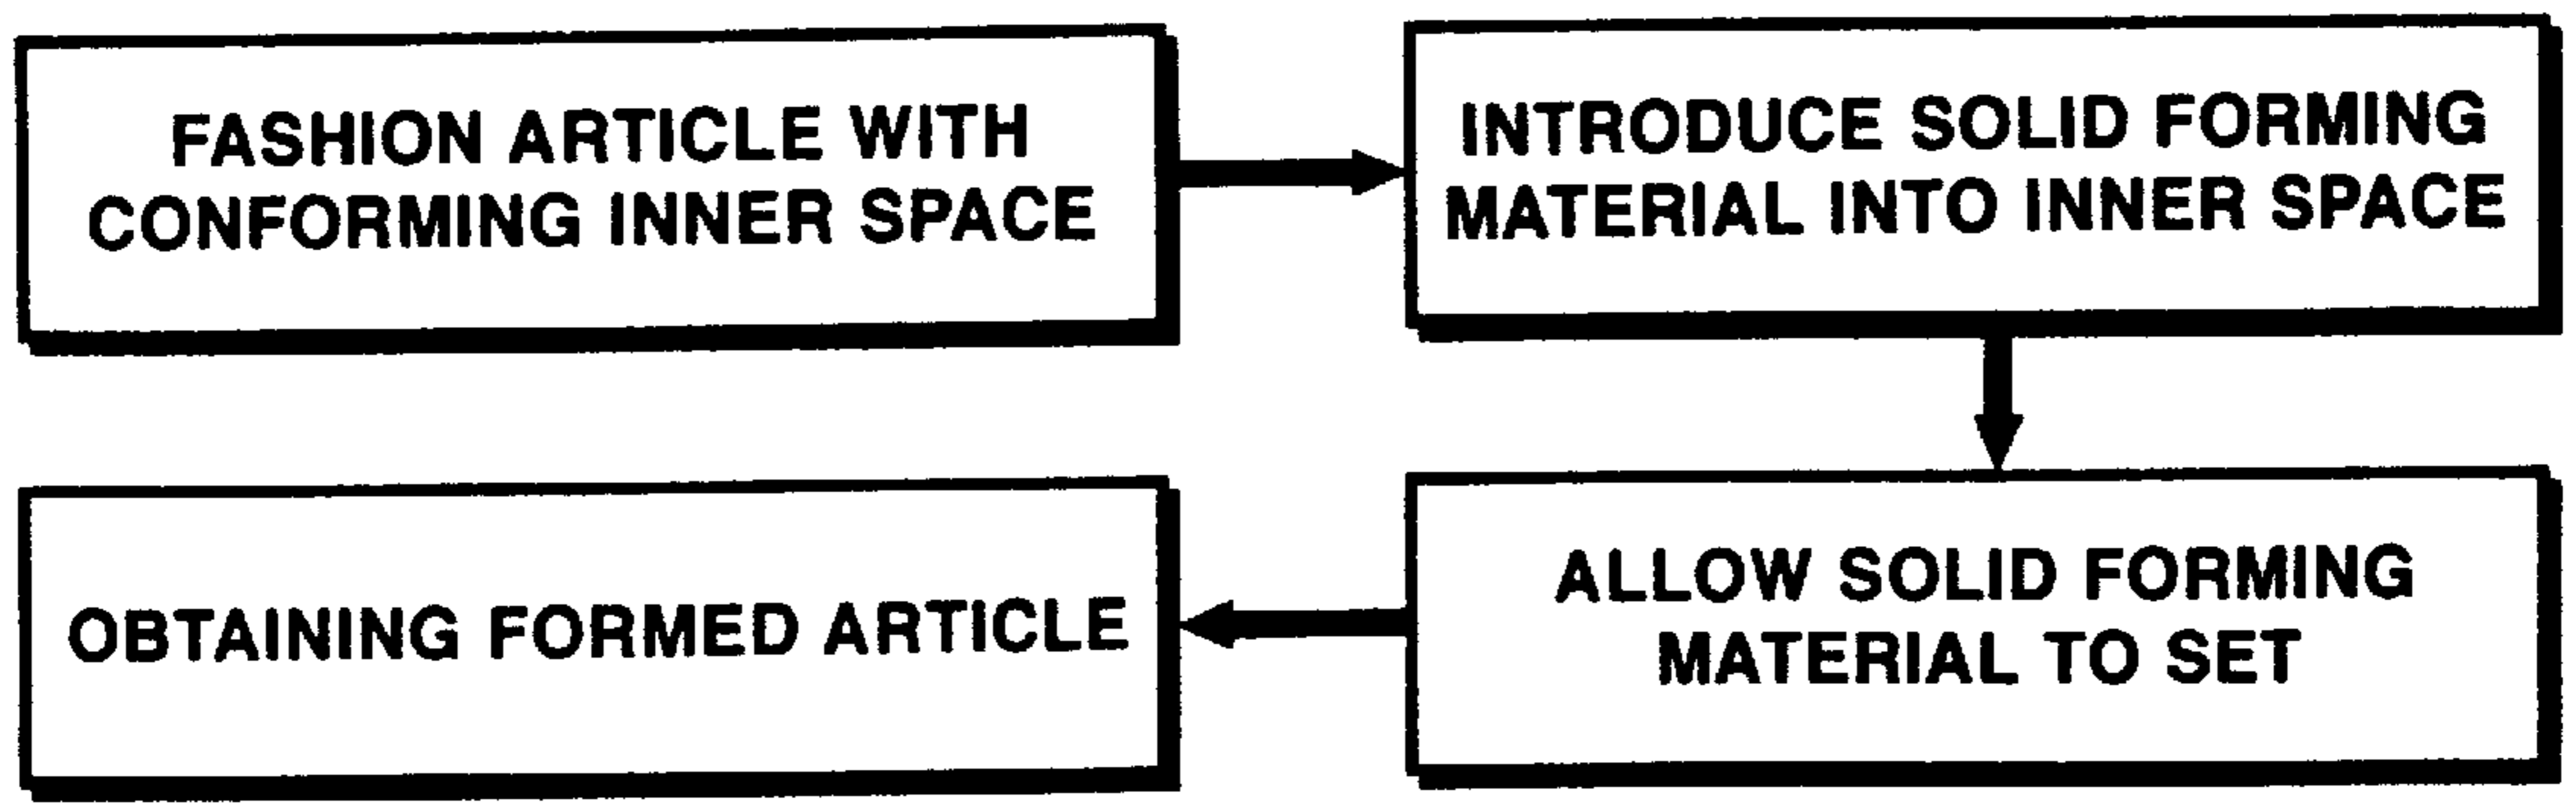 FASHION ARTICLE WITH
CONFORMING INNER SPACE
INTRODUCE SOLID FORMING
MATERIAL INTO INNER SPACE
ALLOW SOLID FORMING
MATERIAL TO SET
OBTAINING FORMED ARTICLE